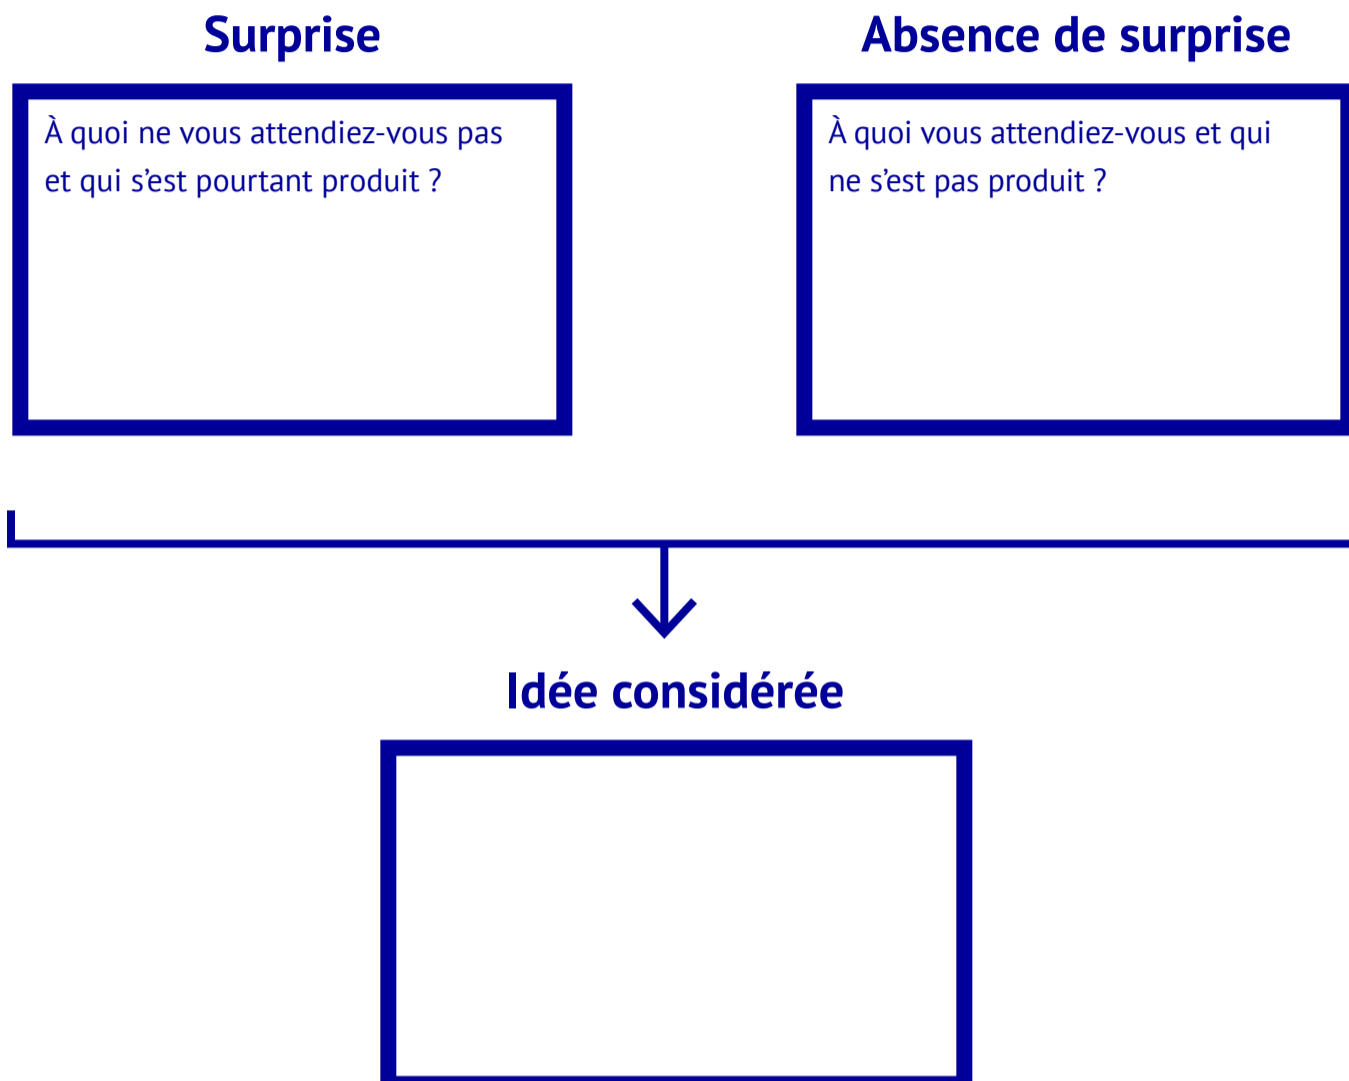 Surprise
Absence de surprise
À quoi ne vous attendiez-vous pas
et qui s'est pourtant produit ?
À quoi vous attendiez-vous et qui
ne s’est pas produit ?
Idée considérée